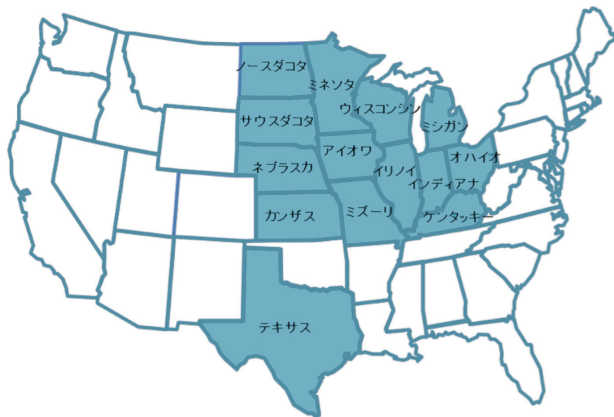 ノースダコタ
ミネソタ
ウィスコンシン
サウスダコタ
ミシガン
アイオワ
オハイオ
ネブラスカ
イリノイ
インディアナ
カンザス
ミズーリ
ケンタッキー
テキサス